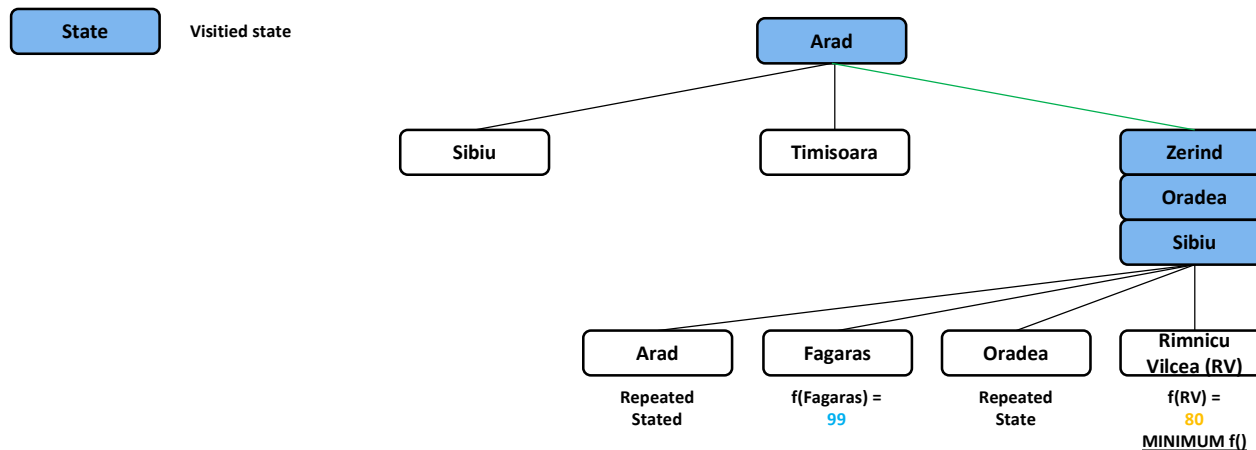 State
Visitied state
Arad
Sibiu
Timisoara
Zerind
Oradea
Sibiu
Arad
Fagaras
Oradea
Rimnicu
Vilcea (RV)
Repeated
Stated
f(Fagaras) =
99
Repeated
State
f(RV) =
80
MINIMUM f()